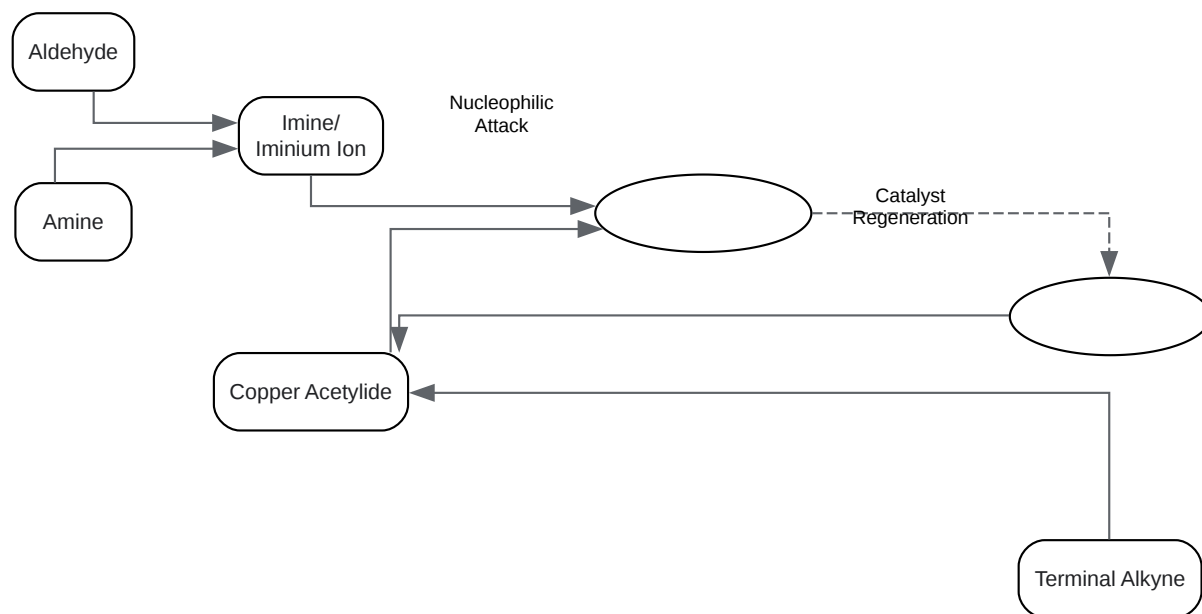 Aldehyde
Imine/
Iminium Ion
Nucleophilic
Attack
Amine
Catalyst
Regeneration
Copper Acetylide
Terminal Alkyne